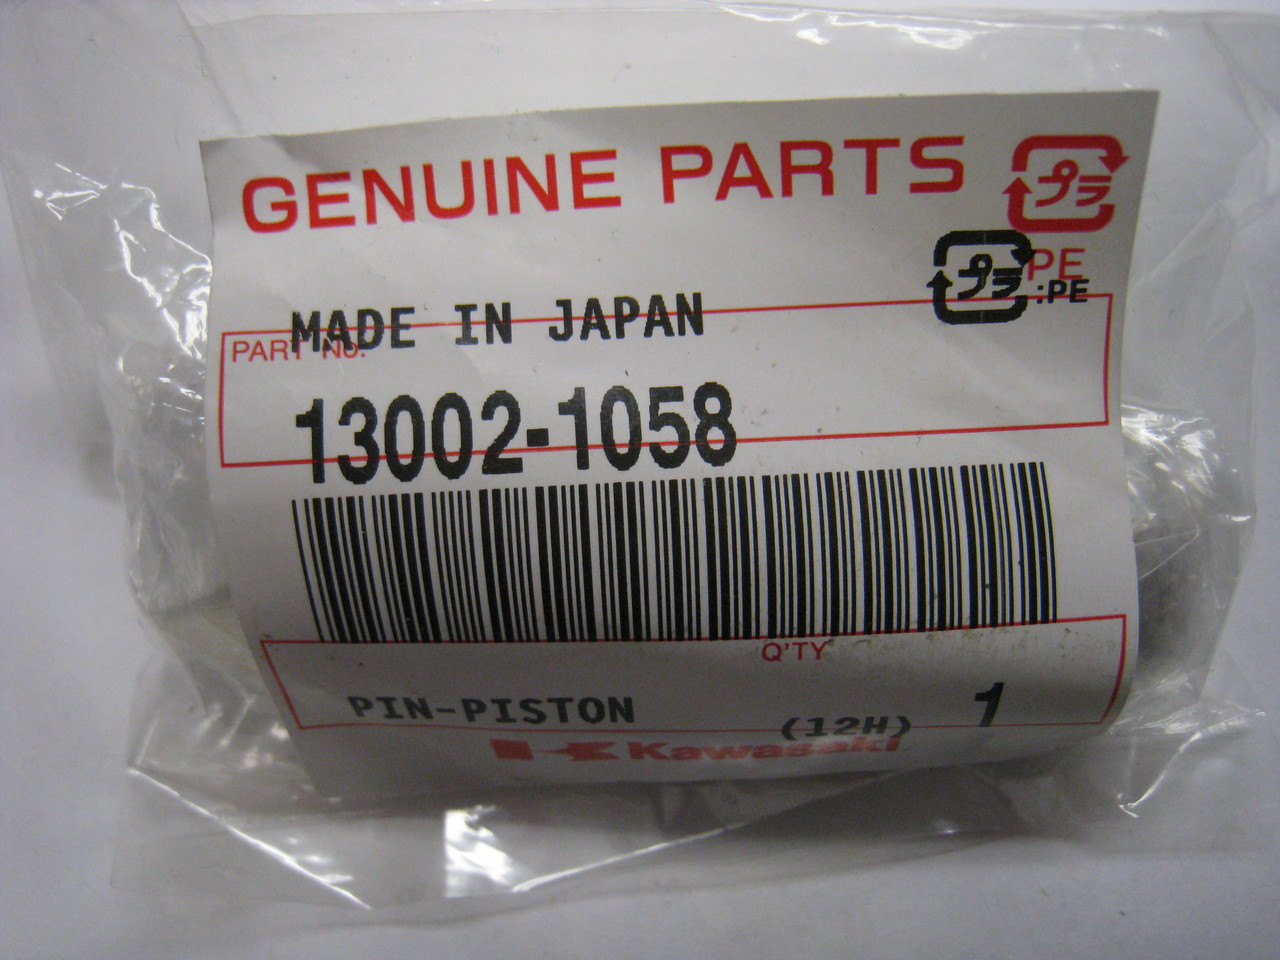 GENUINE PARTS
プラ
PE
プラ
:PE
MADE IN JAPAN
PART No.
13002-1058
Q'TY
PIN-PISTON
(12H)
1
Kawasaki